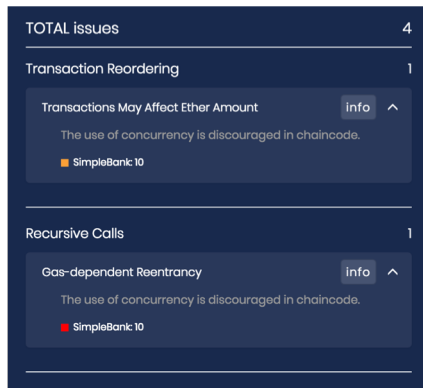 TOTAL issues 4
Transaction Reordering 1
Transactions May Affect Ether Amount info
The use of concurrency is discouraged in chaincode.
SimpleBank: 10
Recursive Calls 1
Gas-dependent Reentrancy info
The use of concurrency is discouraged in chaincode.
SimpleBank: 10